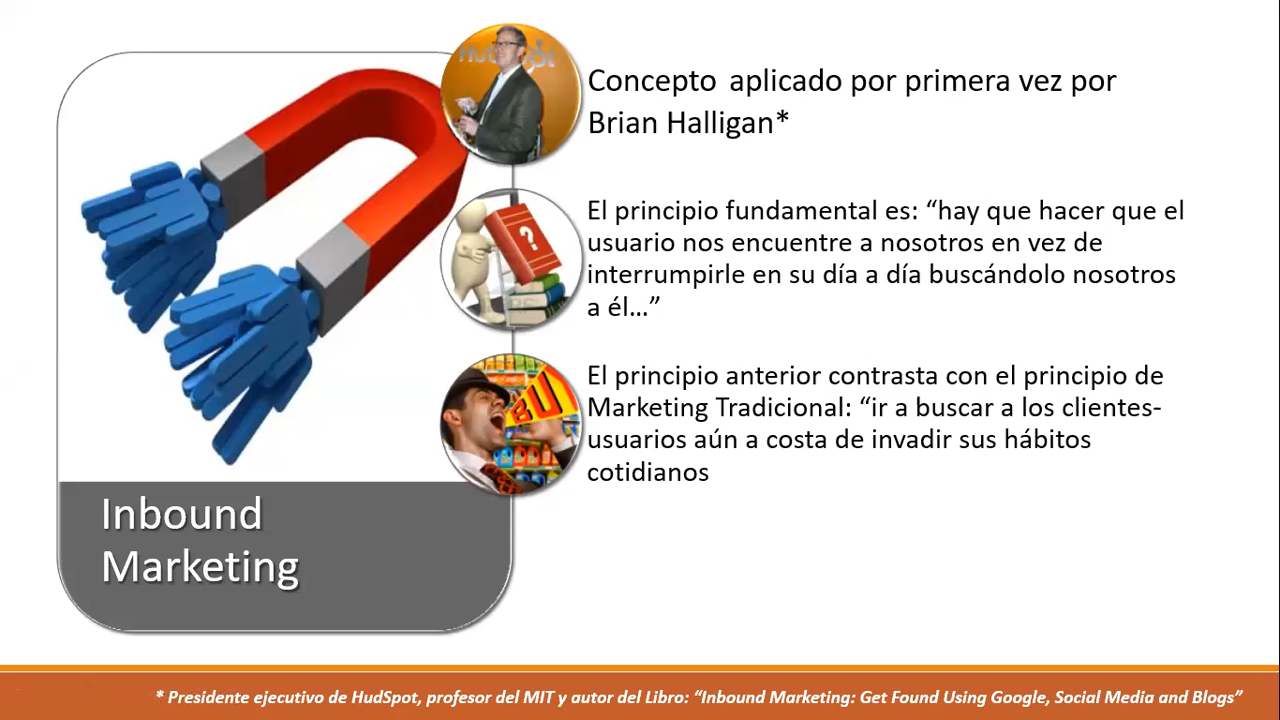 HubSpot
Concepto aplicado por primera vez por
Brian Halligan*
?
El principio fundamental es: “hay que hacer que el
usuario nos encuentre a nosotros en vez de
interrumpirle en su día a día buscándolo nosotros
a él...”
BU
El principio anterior contrasta con el principio de
Marketing Tradicional: “ir a buscar a los clientes-
usuarios aún a costa de invadir sus hábitos
cotidianos
Inbound
Marketing
* Presidente ejecutivo de HudSpot, profesor del MIT y autor del Libro: “Inbound Marketing: Get Found Using Google, Social Media and Blogs”